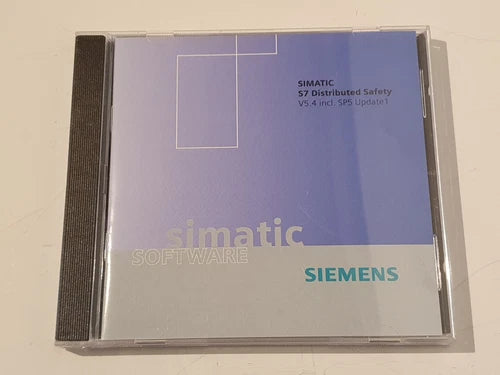 SIMATIC
S7 Distributed Safety
V5.4 incl. SP5 Update1
simatic
SOFTWARE
SIEMENS